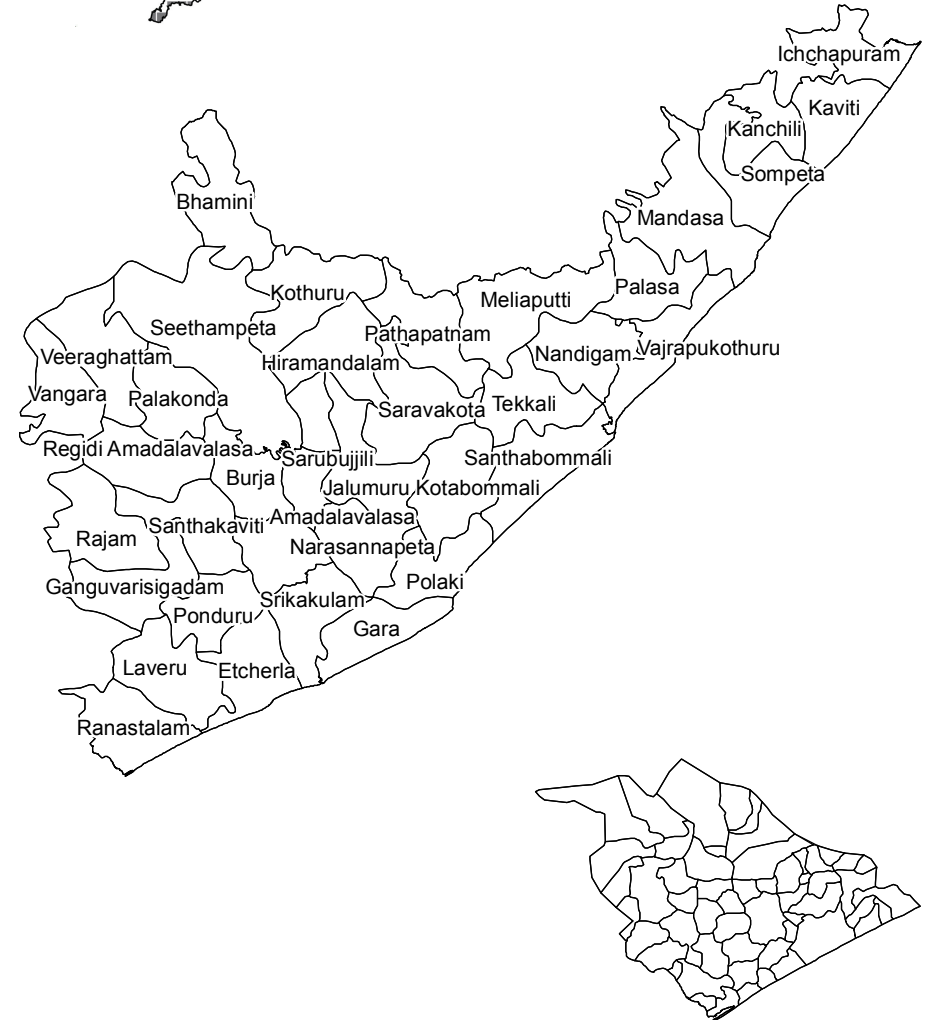 Ichchapuram
Kaviti
Kanchili
Sompeta
Bhamini
Mandasa
Palasa
Kothuru
Meliaputti
Seethampeta
Pathapatnam
Veeraghattam
Hiramandalam
Nandigam
Vajrapukothuru
Vangara
Palakonda
Saravakota
Tekkali
Regidi Amadalavalasa
Sarubujjili
Santhabommali
Burja
Jalumuru
Kotabommali
Santhakaviti
Amadalavalasa
Rajam
Narasannapeta
Ganguvarisigadam
Polaki
Srikakulam
Ponduru
Gara
Laveru
Etcherla
Ranastalam